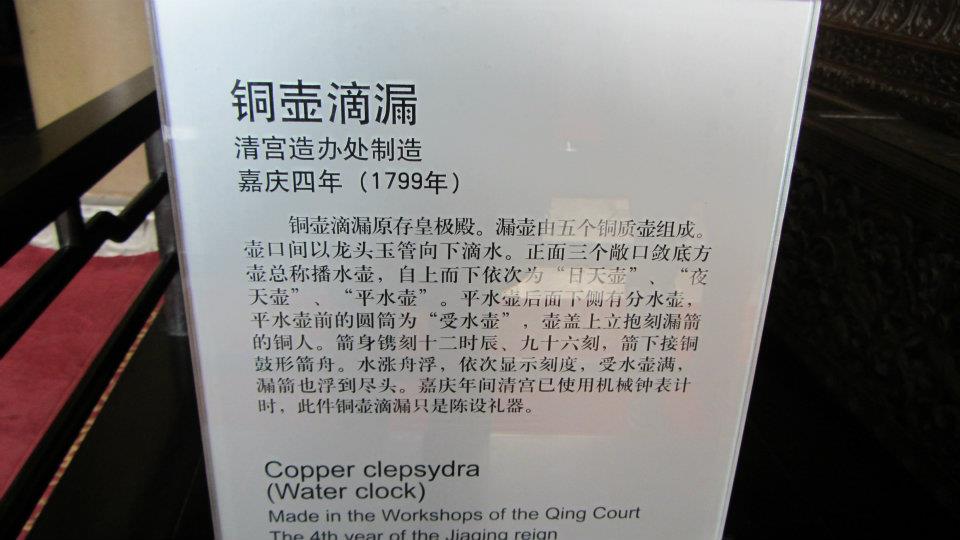 铜壶滴漏
清宫造办处制造
嘉庆四年（1799年）
铜壶滴漏原存皇极殿。漏壶由五个铜质壶组成。
壶口间以龙头玉管向下滴水。正面三个敞口敛底方
壶总称播水壶，自上而下依次为“日天壶”、“夜
天壶”、“平水壶”。平水壶后面下侧有分水壶，
平水壶前的圆筒为“受水壶”，壶盖上立抱刻漏箭
的铜人。箭身镌刻十二时辰、九十六刻，箭下接铜
鼓形箭舟。水涨舟浮，依次显示刻度，受水壶满，
漏箭也浮到尽头。嘉庆年间清宫已使用机械钟表计
时，此件铜壶滴漏只是陈设礼器。
Copper clepsydra
(Water clock)
Made in the Workshops of the Qing Court
The 4th year of the Jiaqing reign